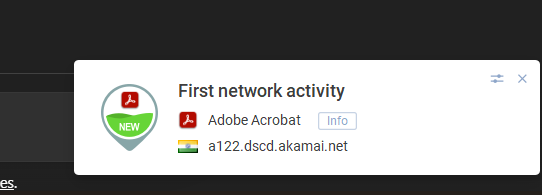 First network activity
NEW
Adobe Acrobat Info
a122.dscd.akamai.net
es.